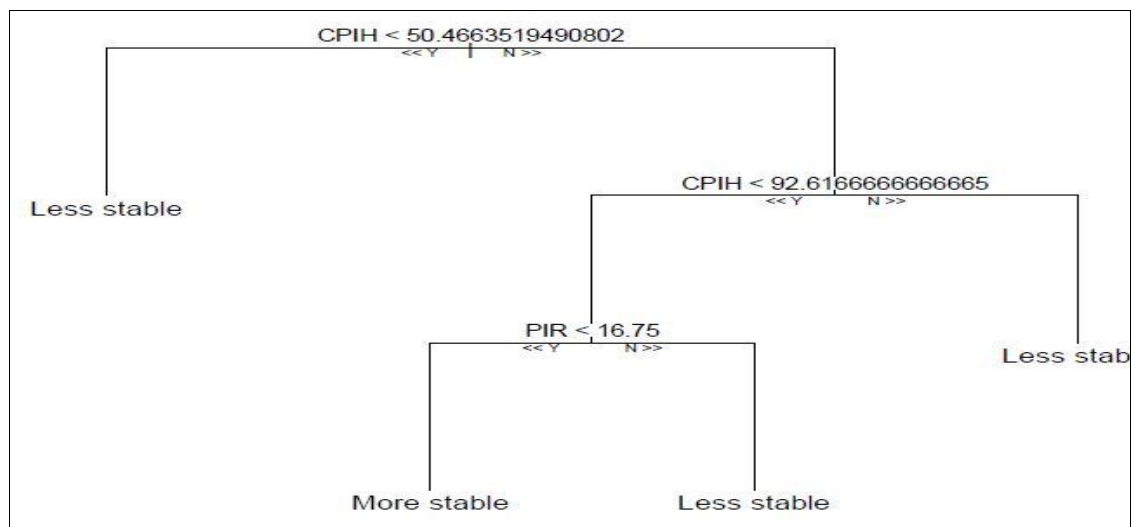 CPIH < 50.4663519490802
<< Y N >>
CPIH < 92.6166666666665
<< Y N >>
Less stable
PIR < 16.75
<< Y N >>
Less stab
More stable Less stable